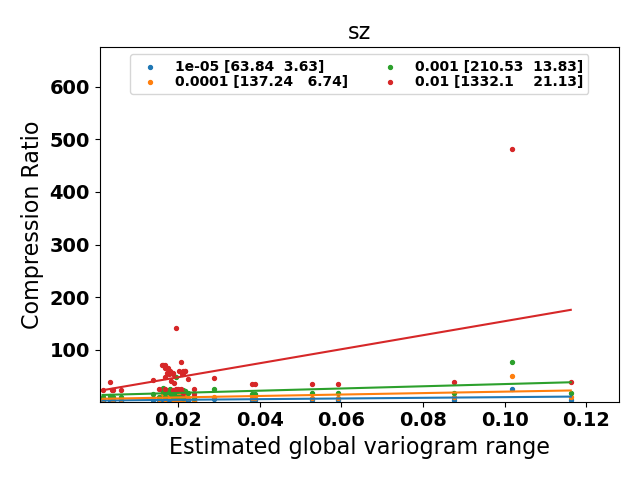 sz
1e-05 [63.84 3.63]
0.0001 [137.24 6.74]
0.001 [210.53 13.83]
0.01 [1332.1 21.13]
Compression Ratio
600
500
400
300
200
100
0.02 0.04 0.06 0.08 0.10 0.12
Estimated global variogram range